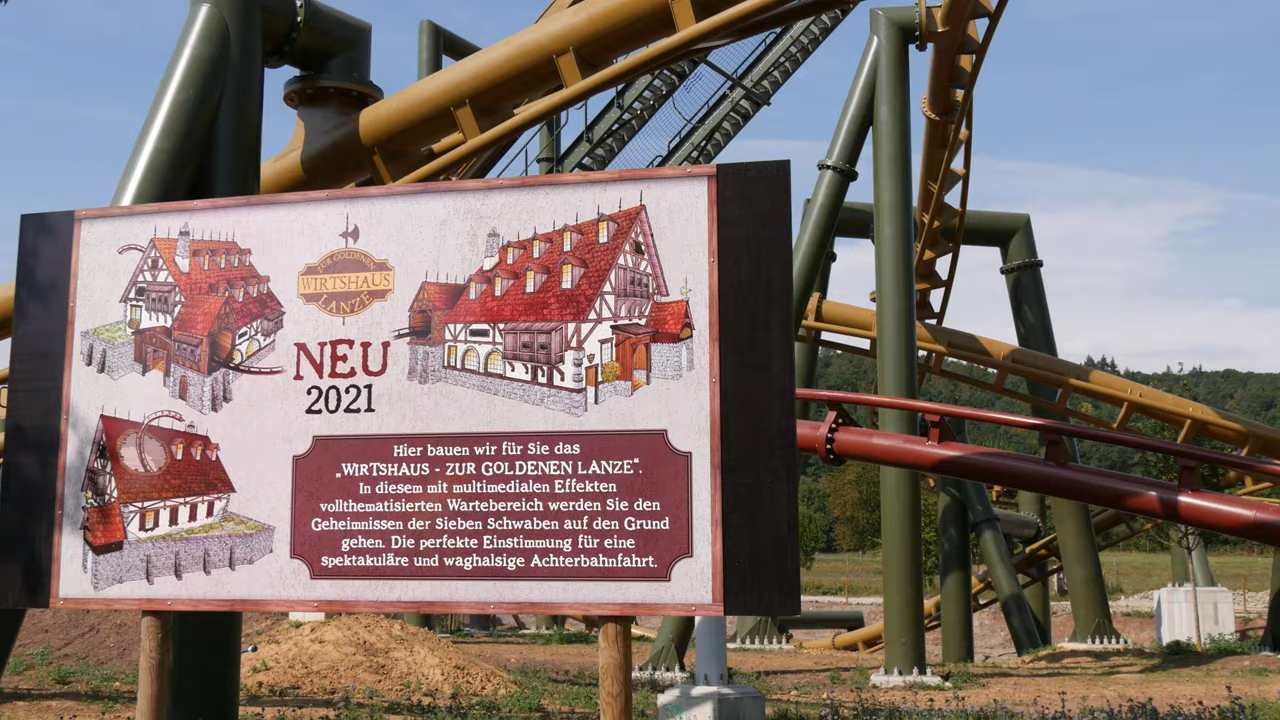 ZUR GOLDENEN
WIRTSHAUS
LANZE
NEU
2021
Hier bauen wir für Sie das
„WIRTSHAUS - ZUR GOLDENEN LANZE“.
In diesem mit multimedialen Effekten
vollthematisierten Wartebereich werden Sie den
Geheimnissen der Sieben Schwaben auf den Grund
gehen. Die perfekte Einstimmung für eine
spektakuläre und waghalsige Achterbahnfahrt.